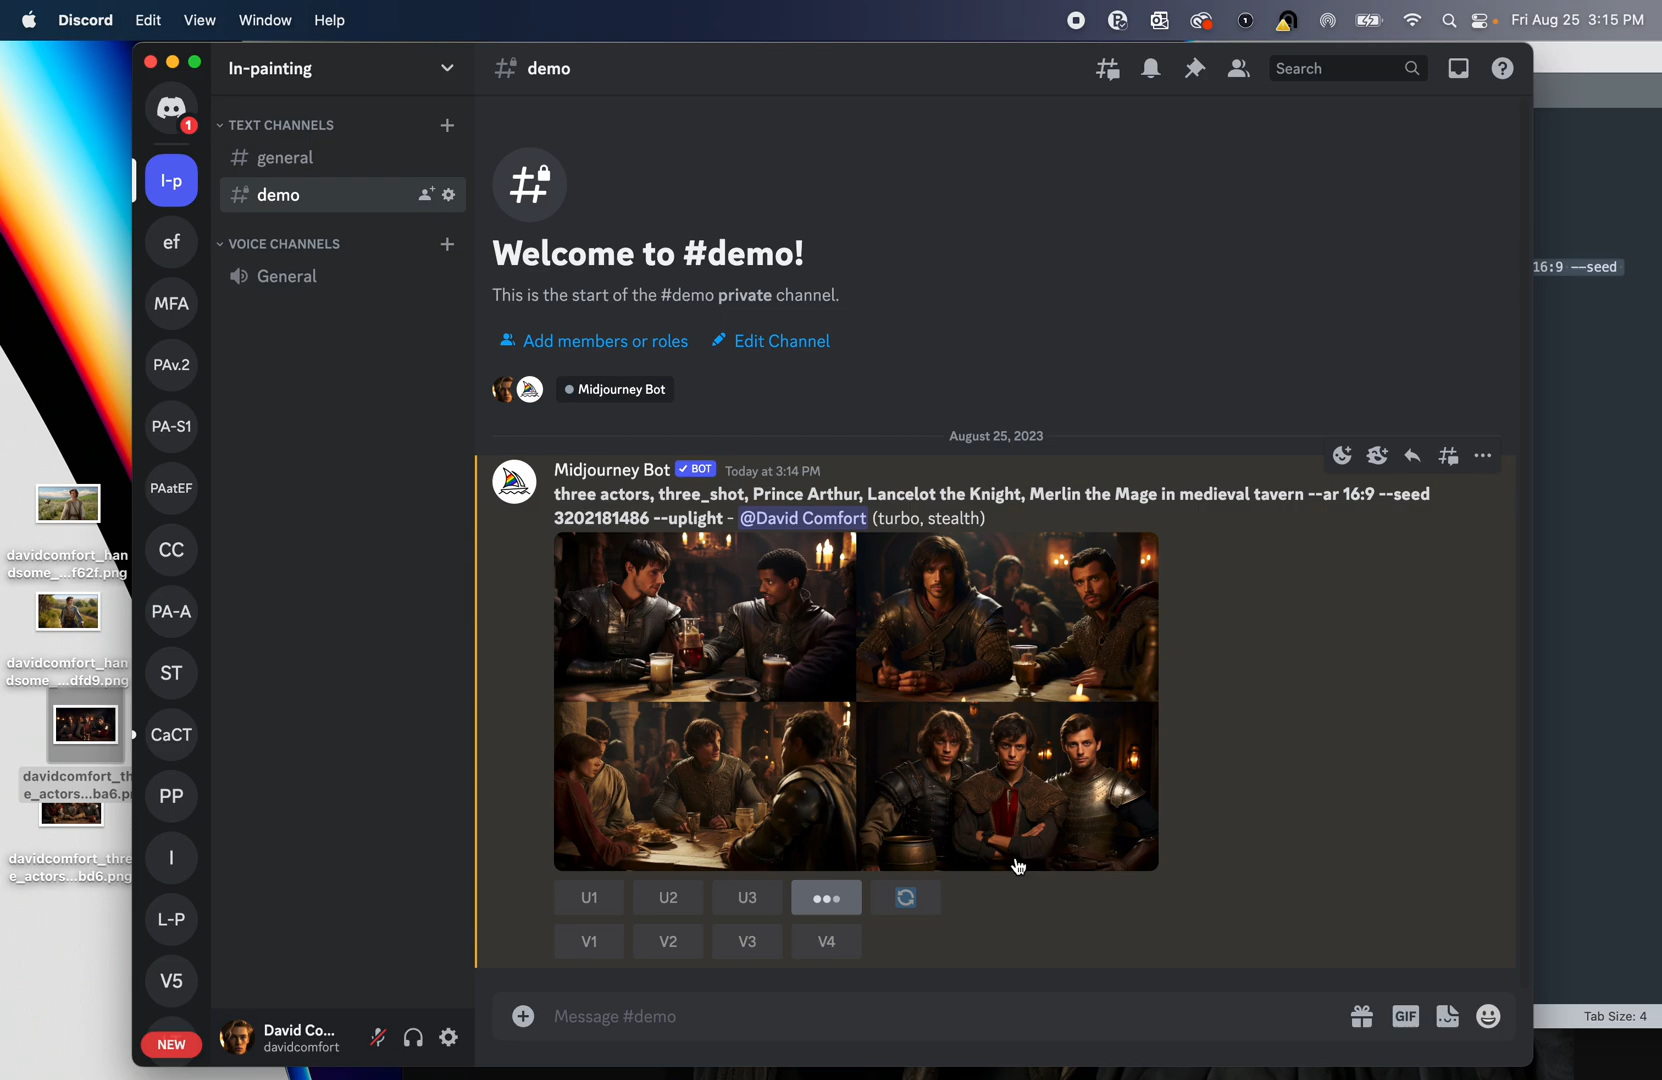 Discord Edit View Window Help
1
Fri Aug 25 3:15 PM
In-painting
# demo
Search
1
TEXT CHANNELS
# general
I-p
# demo
ef
VOICE CHANNELS
General
MFA
PAv.2
PA-S1
PAatEF
CC
PA-A
ST
CaCT
PP
I
L-P
V5
NEW
David Co...
davidcomfort
Welcome to #demo!
This is the start of the #demo private channel.
Add members or roles
Edit Channel
Midjourney Bot
August 25, 2023
Midjourney Bot ✓ BOT Today at 3:14 PM
three actors, three_shot, Prince Arthur, Lancelot the Knight, Merlin the Mage in medieval tavern --ar 16:9 --seed
3202181486 --uplight - @David Comfort (turbo, stealth)
U1 U2 U3
V1 V2 V3 V4
Message #demo
GIF
davidcomfort_han
dsome_...f62f.png
davidcomfort_han
dsome_...dfd9.png
davidcomfort_th
e_actors...ba6.p
davidcomfort_thre
e_actors...bd6.png
16:9 --seed
Tab Size: 4